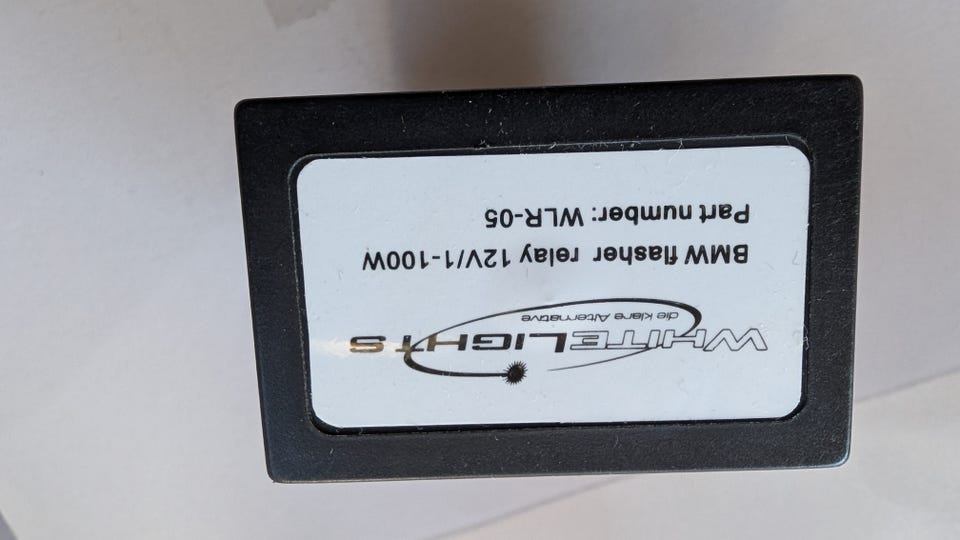 WHITELIGHTS
die klare Alternative
BMW flasher relay 12V/1-100W
Part number: WLR-05